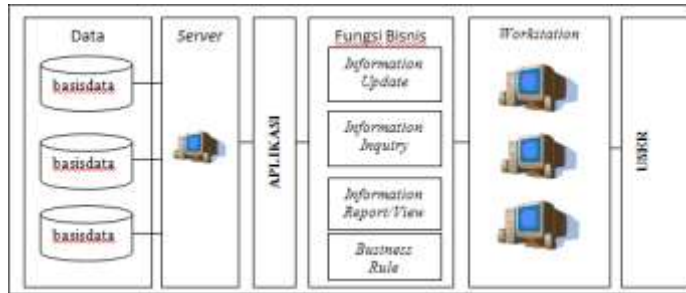 Data
basisdata
basisdata
basisdata
Server
APLIKASI
Fungsi Bisnis
Information
Update
Information
Inquiry
Information
Report/View
Business
Rule
Workstation
USER